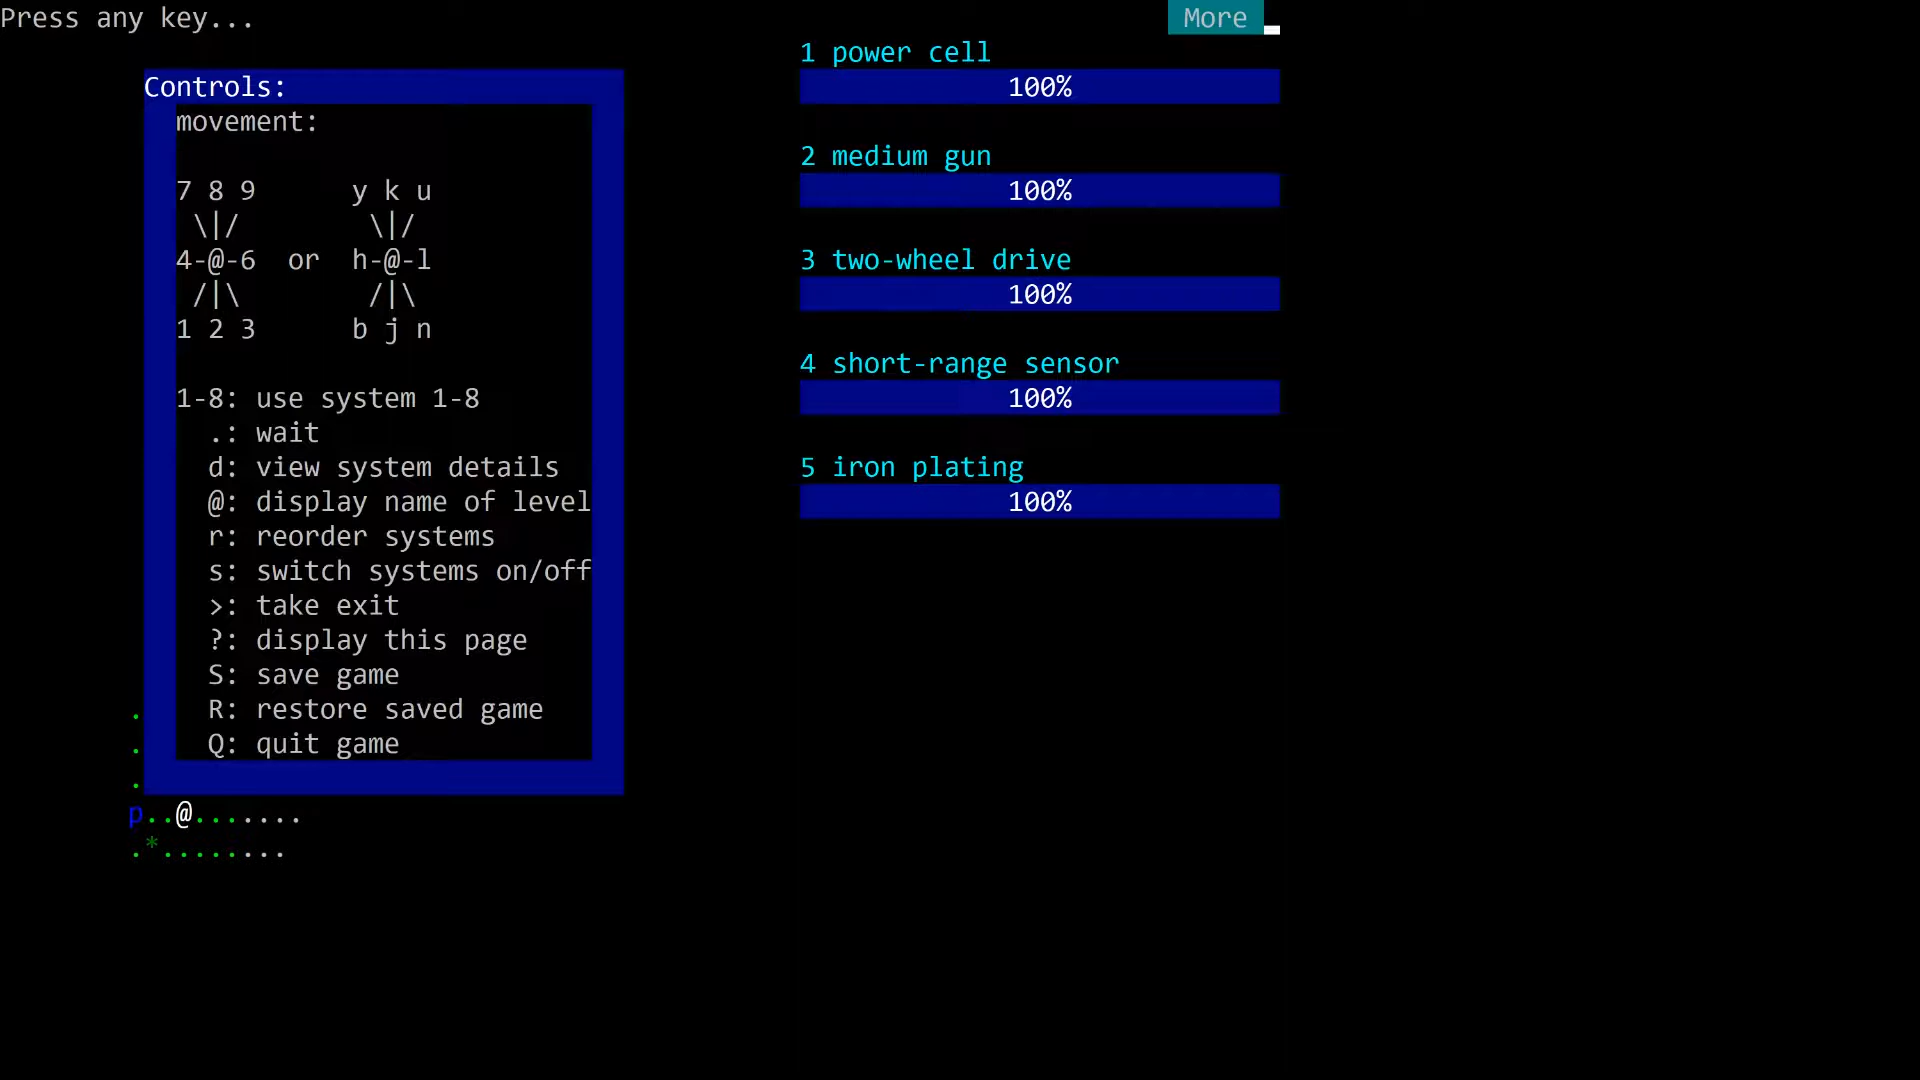 Press any key... More
1 power cell
Controls: 100%
movement:
2 medium gun
7 8 9 y k u 100%
\|/ \|/
4-@-6 or h-@-l 3 two-wheel drive
/|\ /|\ 100%
1 2 3 b j n
4 short-range sensor
1-8: use system 1-8 100%
.: wait
d: view system details 5 iron plating
@: display name of level 100%
r: reorder systems
s: switch systems on/off
>: take exit
?: display this page
S: save game
. R: restore saved game
. Q: quit game
.
p..@.......
.*........